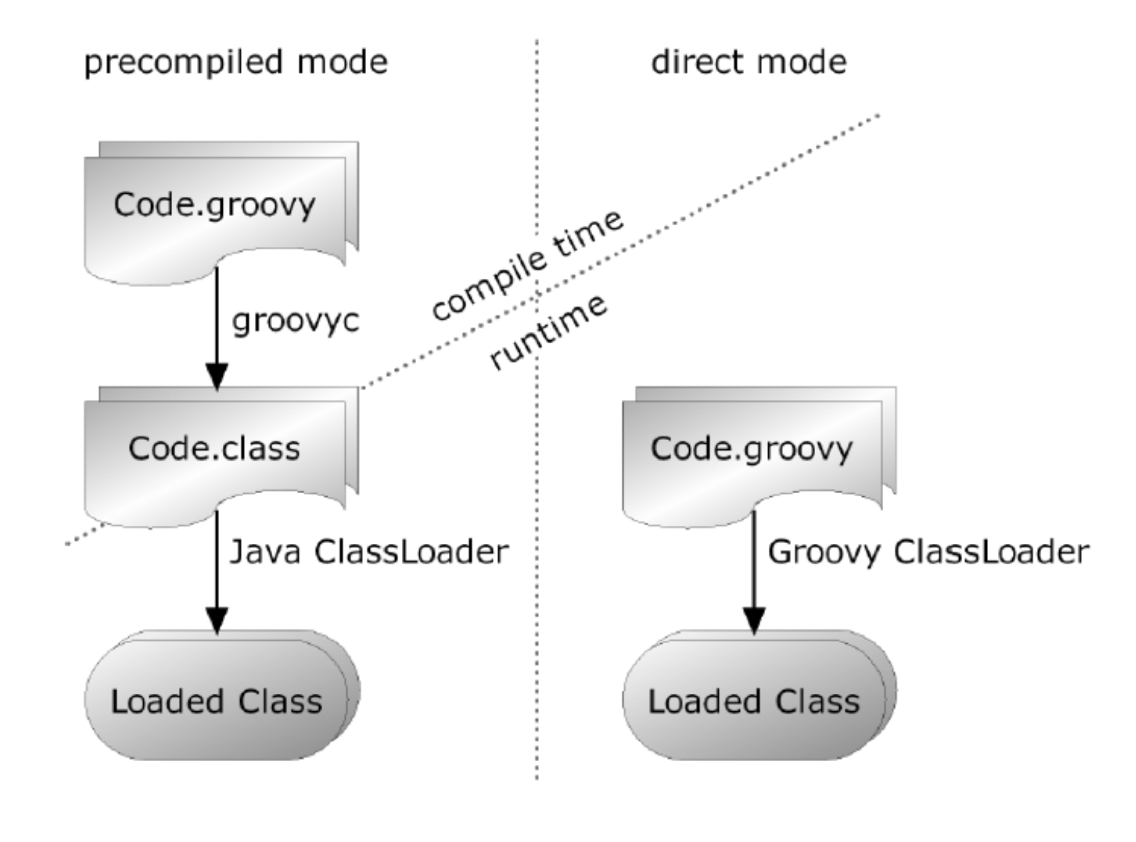 precompiled mode
direct mode
Code.groovy
compile time
groovyc
runtime
Code.class
Code.groovy
Java ClassLoader
Groovy ClassLoader
Loaded Class
Loaded Class